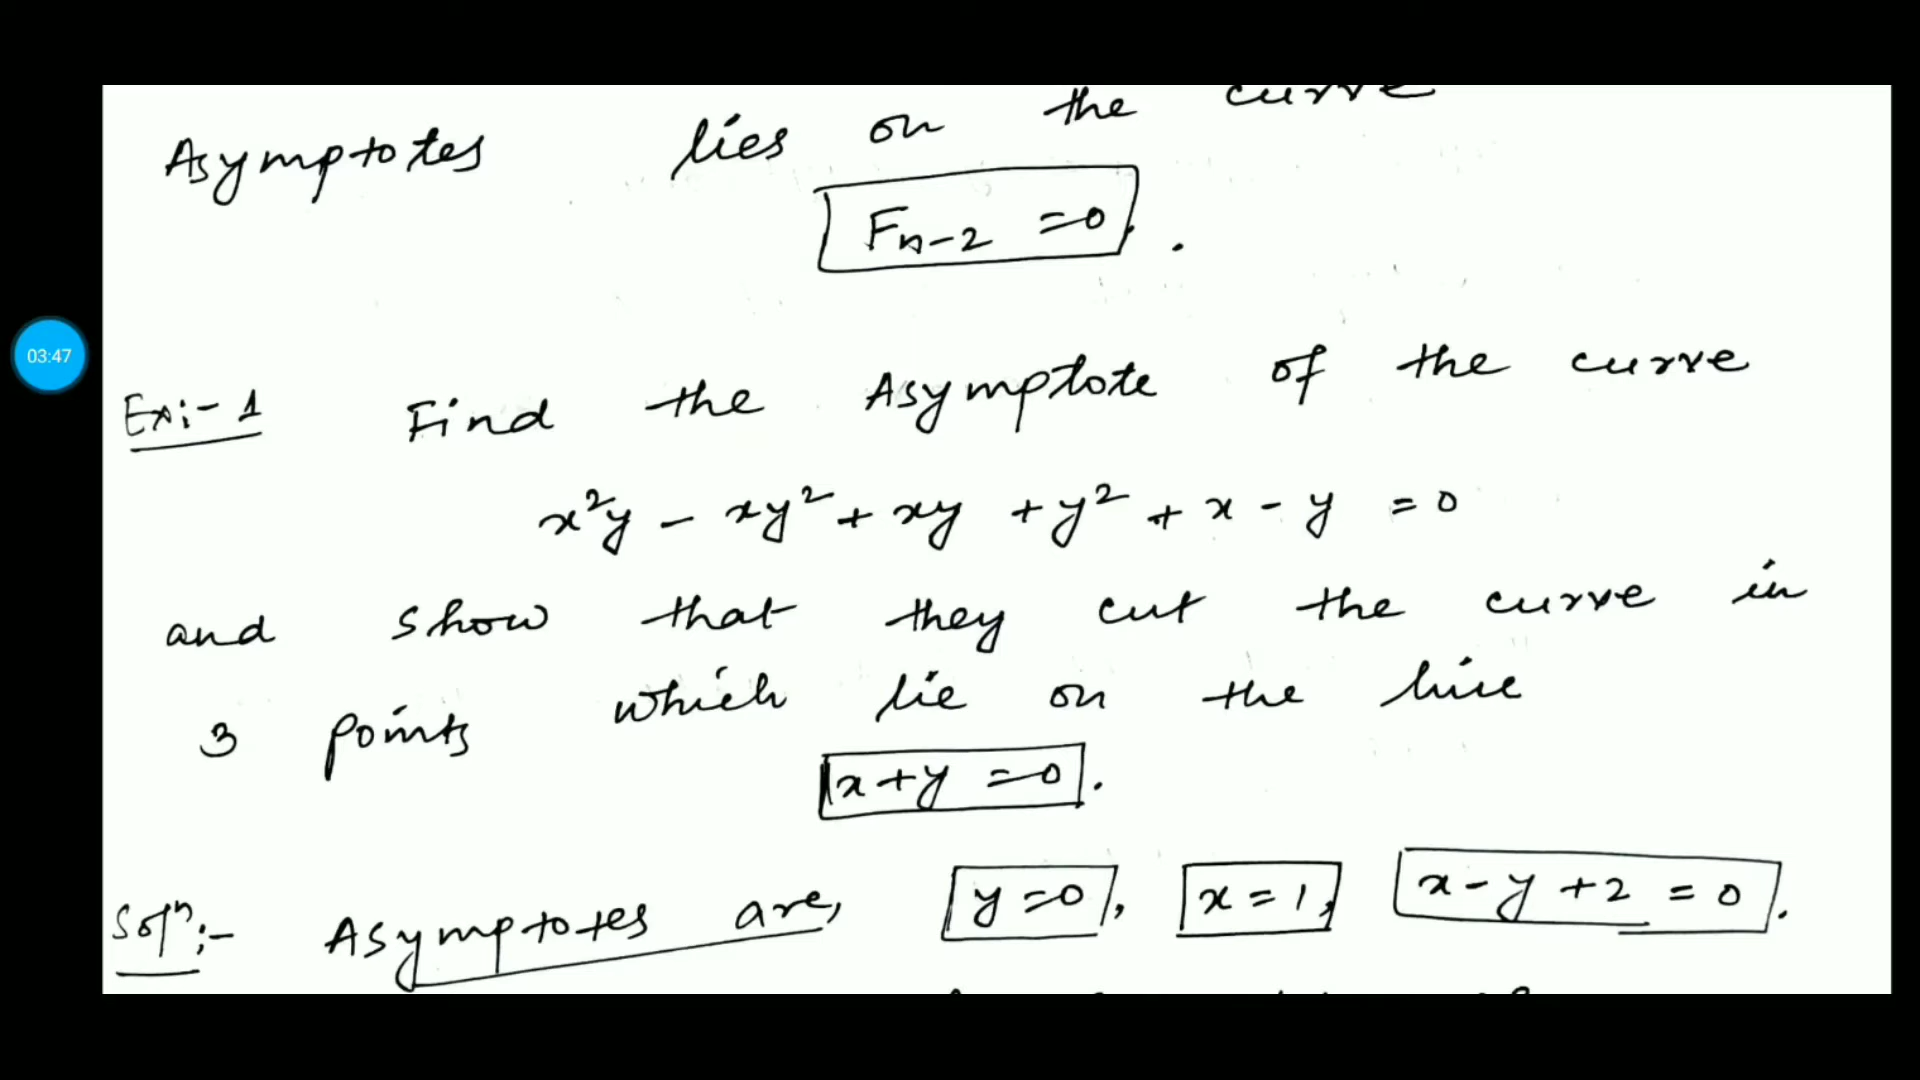 Asymptotes lies on the curve
Fn-2 =0.
03:47
Ex:-1 Find the Asymptote of the curve
x²y - xy² + xy + y² + x - y = 0
and show that they cut the curve in
3 points which lie on the line
x+y =0.
Solⁿ:- Asymptotes are, y=0, x=1, x-y+2=0.